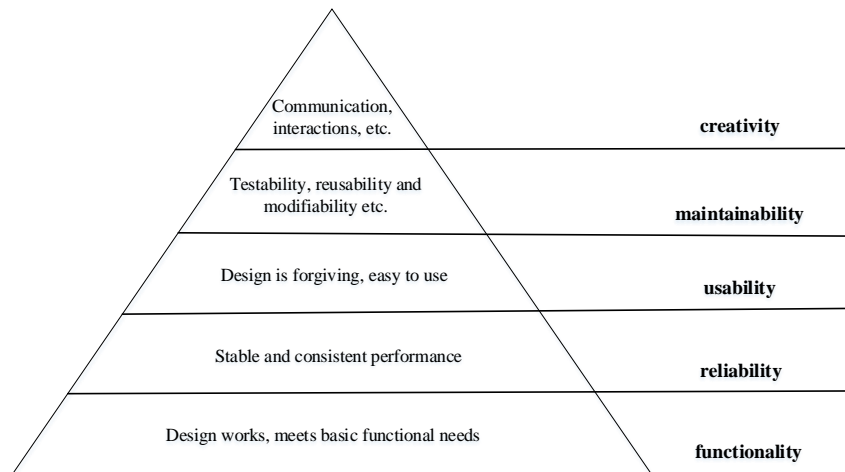 Communication,
interactions, etc.
creativity
Testability, reusability and
modifiability etc.
maintainability
Design is forgiving, easy to use
usability
Stable and consistent performance
reliability
Design works, meets basic functional needs
functionality